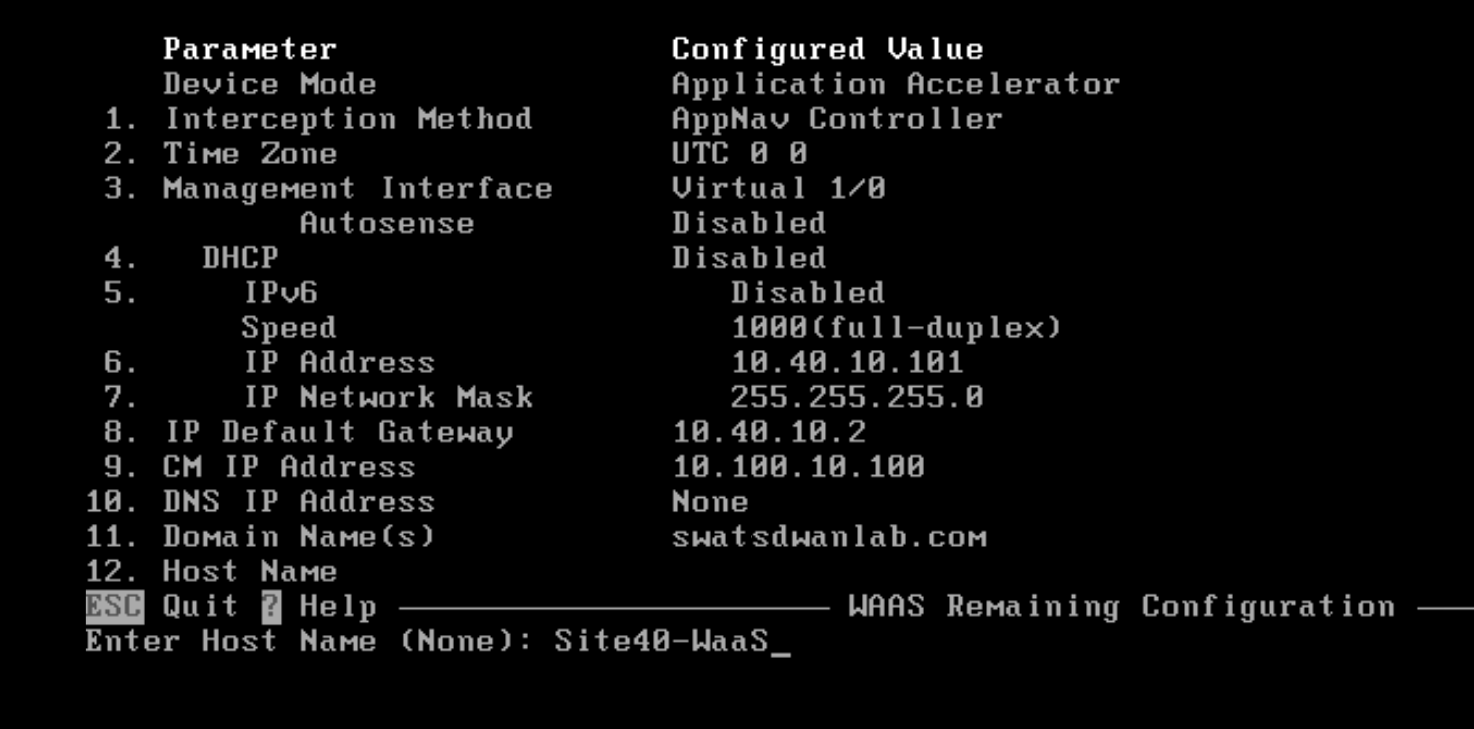 Parameter Configured Value
Device Mode Application Accelerator
1. Interception Method AppNav Controller
2. Time Zone UTC 0 0
3. Management Interface Virtual 1/0
Autosense Disabled
4. DHCP Disabled
5. IPv6 Disabled
Speed 1000(full-duplex)
6. IP Address 10.40.10.101
7. IP Network Mask 255.255.255.0
8. IP Default Gateway 10.40.10.2
9. CM IP Address 10.100.10.100
10. DNS IP Address None
11. Domain Name(s) swatsdwanlab.com
12. Host Name
ESC Quit ? Help WAAS Remaining Configuration
Enter Host Name (None): Site40-WaaS_